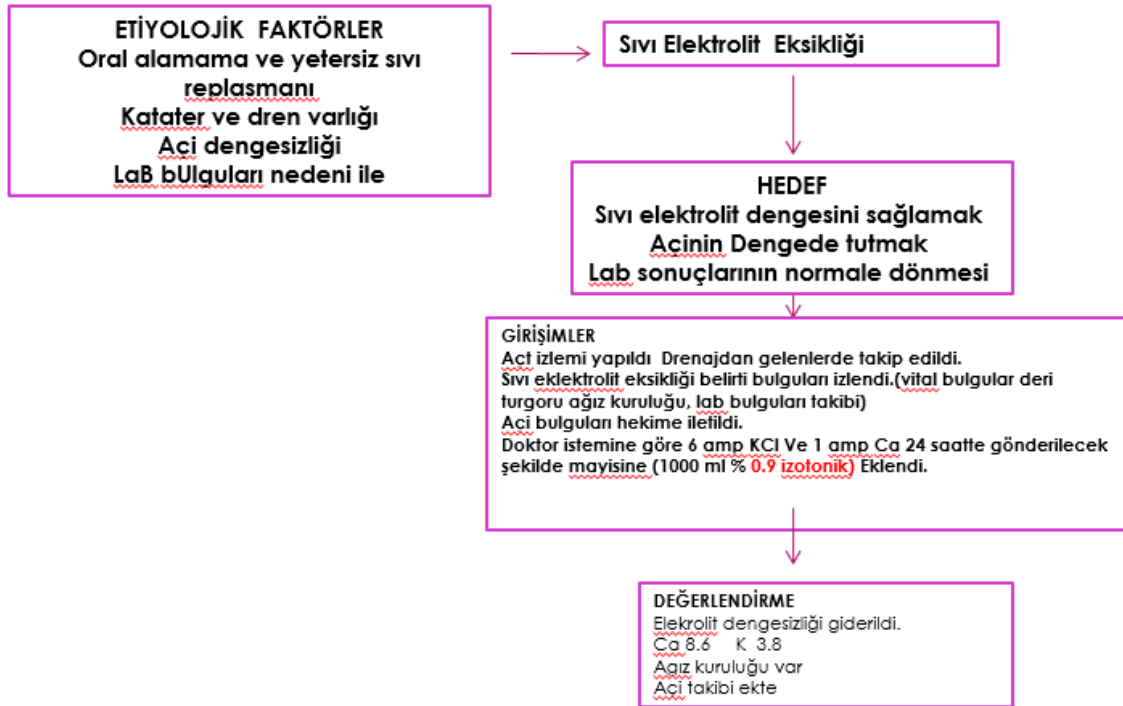 ETİYOLOJİK FAKTÖRLER
Oral alamama ve yetersiz sıvı
replasmanı
Katater ve dren varlığı
Açi dengesizliği
LaB bUlguları nedeni ile
Sıvı Elektrolit Eksikliği
HEDEF
Sıvı elektrolit dengesini sağlamak
Açinin Dengede tutmak
Lab sonuçlarının normale dönmesi
GİRİŞİMLER
Açt izlemi yapıldı Drenajdan gelenlerde takip edildi.
Sıvı eklektrolit eksikliği belirti bulguları izlendi.(vital bulgular deri
turgoru ağız kuruluğu, lab bulguları takibi)
Açi bulguları hekime iletildi.
Doktor istemine göre 6 amp KCl Ve 1 amp Ca 24 saatte gönderilecek
şekilde mayisine (1000 ml % 0.9 izotonik) Eklendi.
DEĞERLENDİRME
Elekrolit dengesizliği giderildi.
Ca 8.6 K 3.8
Agız kuruluğu var
Açi takibi ekte